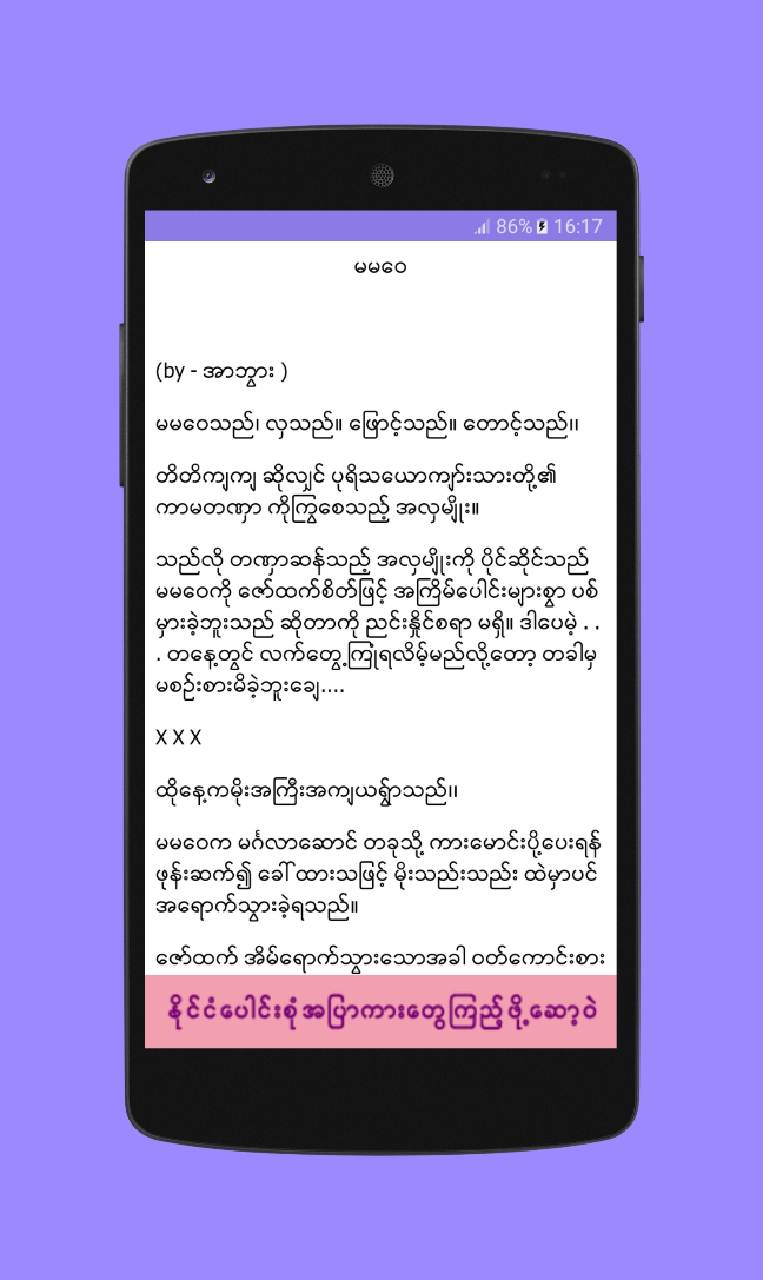 86% 16:17
မမဝေ
(by - အာဘွား )
မမဝေသည်၊ လှသည်။ ဖြောင့်သည်။ တောင့်သည်။
တိတိကျကျ ဆိုလျှင် ပုရိသယောကျာ်းသားတို့၏
ကာမတဏှာ ကိုကြွစေသည့် အလှမျိုး။
သည်လို တဏှာဆန်သည့် အလှမျိုးကို ပိုင်ဆိုင်သည်
မမဝေကို ဇော်ထက်စိတ်ဖြင့် အကြိမ်ပေါင်းများစွာ ပစ်
မှားခဲ့ဘူးသည် ဆိုတာကို ညင်းနှိုင်စရာ မရှိ။ ဒါပေမဲ့ . .
. တနေ့တွင် လက်တွေ့ကြုံရလိမ့်မည်လို့တော့ တခါမှ
မစဉ်းစားမိခဲ့ဘူးချေ....
X X X
ထိုနေ့ကမိုးအကြီးအကျယရွှာသည်။
မမဝေက မင်္ဂလာဆောင် တခုသို့ ကားမောင်းပို့ပေးရန်
ဖုန်းဆက်၍ ခေါ်ထားသဖြင့် မိုးသည်းသည်း ထဲမှာပင်
အရောက်သွားခဲ့ရသည်။
ဇော်ထက် အိမ်ရောက်သွားသောအခါ ဝတ်ကောင်းစား
နိုင်ငံပေါင်းစုံအပြာကားတွေကြည့်ဖို့ဆော့ဝဲ